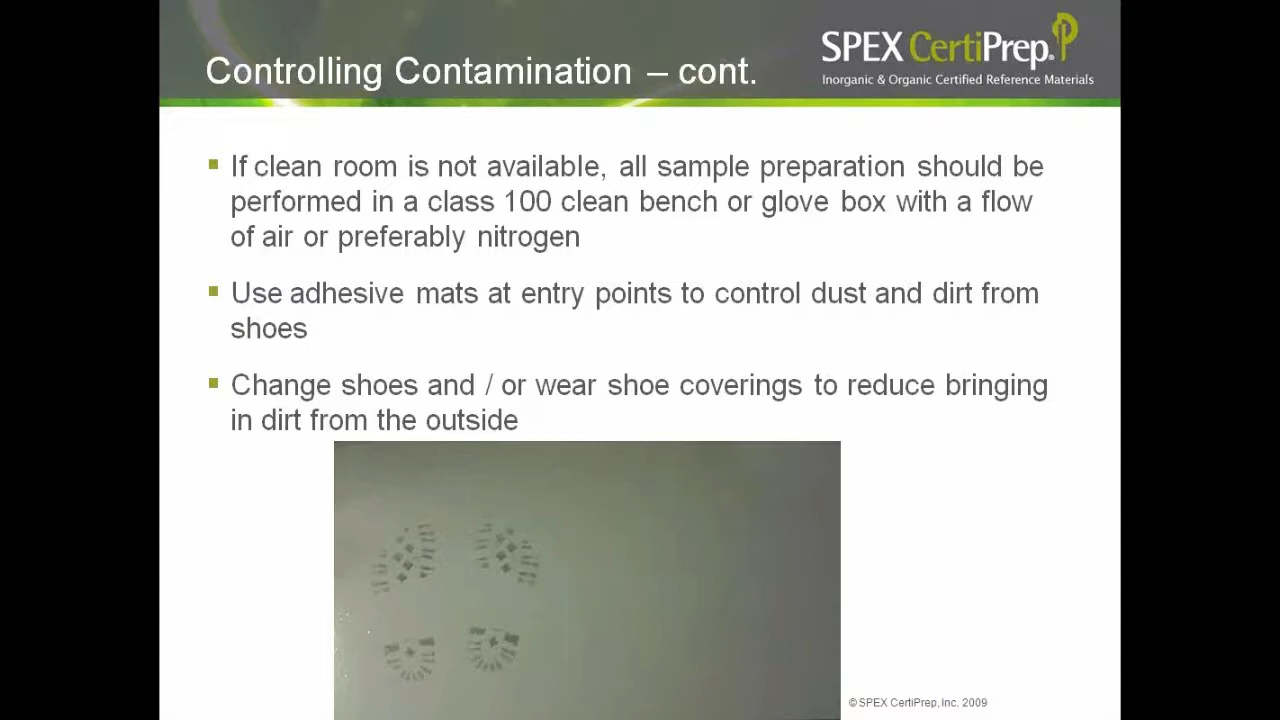 Controlling Contamination – cont.
SPEX CertiPrep.
Inorganic & Organic Certified Reference Materials
If clean room is not available, all sample preparation should be
performed in a class 100 clean bench or glove box with a flow
of air or preferably nitrogen
Use adhesive mats at entry points to control dust and dirt from
shoes
Change shoes and / or wear shoe coverings to reduce bringing
in dirt from the outside
© SPEX CertiPrep, Inc. 2009